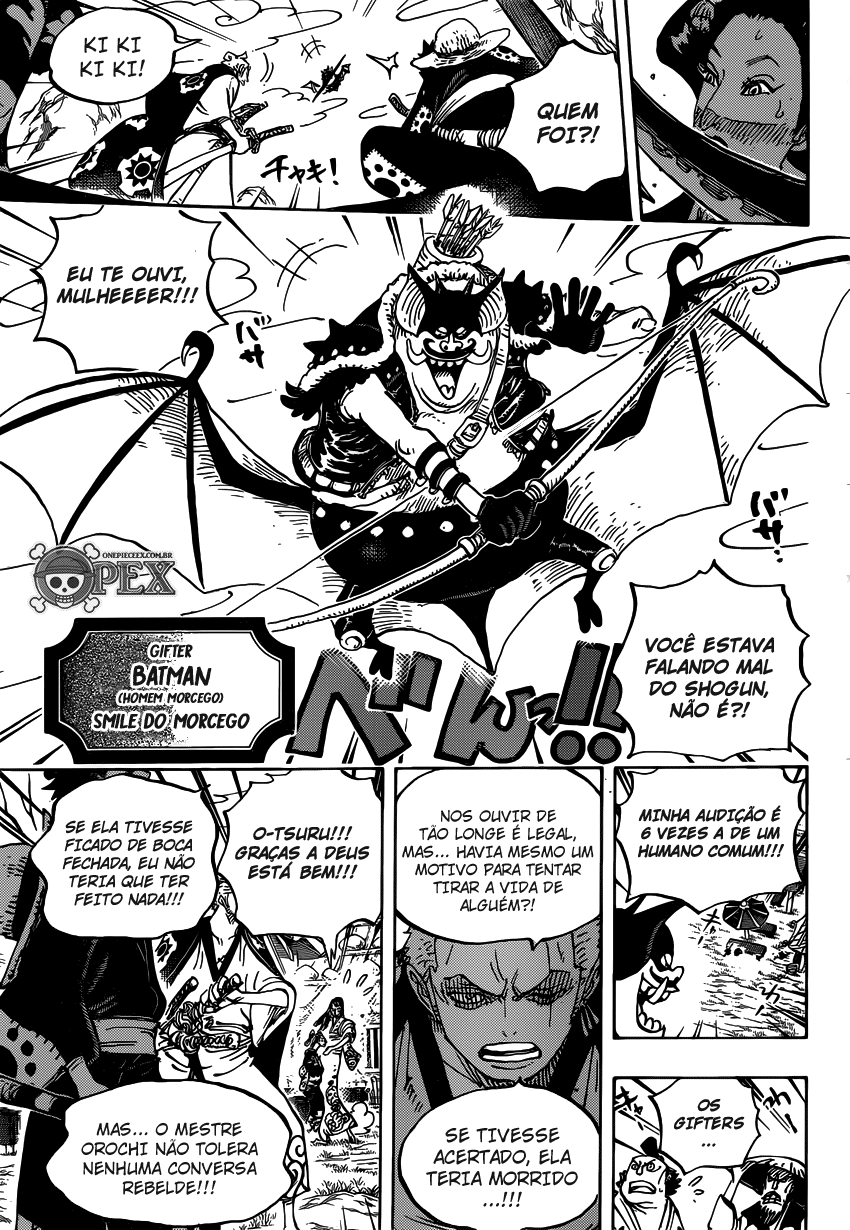 QUEM
FOI?!
KI KI
KI KI!
チャキ!
EU TE OUVI,
MULHEEEER!!!
バサ
バサ
ONEPIECEEX.COM.BR
OPEX
VOCÊ ESTAVA
FALANDO MAL
DO SHOGUN,
NÃO É?!
GIFTER
BATMAN
(HOMEM MORCEGO)
SMILE DO MORCEGO
べんっ!!
MINHA AUDIÇÃO É
6 VEZES A DE UM
HUMANO COMUM!!!
OS
GIFTERS
...
NOS OUVIR DE
TÃO LONGE É LEGAL,
MAS... HAVIA MESMO UM
MOTIVO PARA TENTAR
TIRAR A VIDA DE
ALGUÉM?!
SE TIVESSE
ACERTADO, ELA
TERIA MORRIDO
...!!!
O-TSURU!!!
GRAÇAS A DEUS
ESTÁ BEM!!!
SE ELA TIVESSE
FICADO DE BOCA
FECHADA, EU NÃO
TERIA QUE TER
FEITO NADA!!!
MAS... O MESTRE
OROCHI NÃO TOLERA
NENHUMA CONVERSA
REBELDE!!!